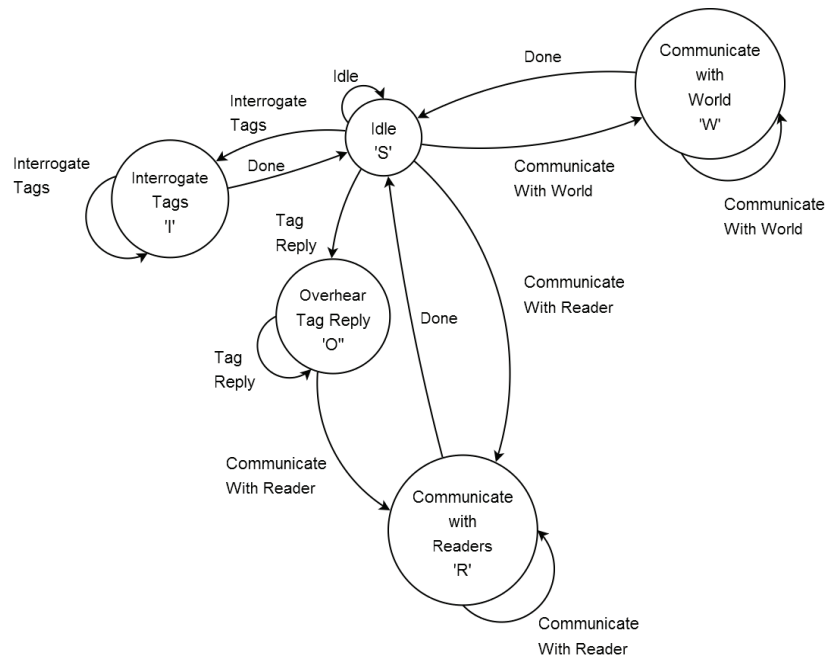 Communicate
with
World
'W'
Done
Idle
Interrogate
Tags
Idle
'S'
Done
Interrogate
Tags
Interrogate
Tags
'I'
Communicate
With World
Communicate
With World
Tag
Reply
Communicate
With Reader
Overhear
Tag Reply
'O"
Done
Tag
Reply
Communicate
With Reader
Communicate
with
Readers
'R'
Communicate
With Reader